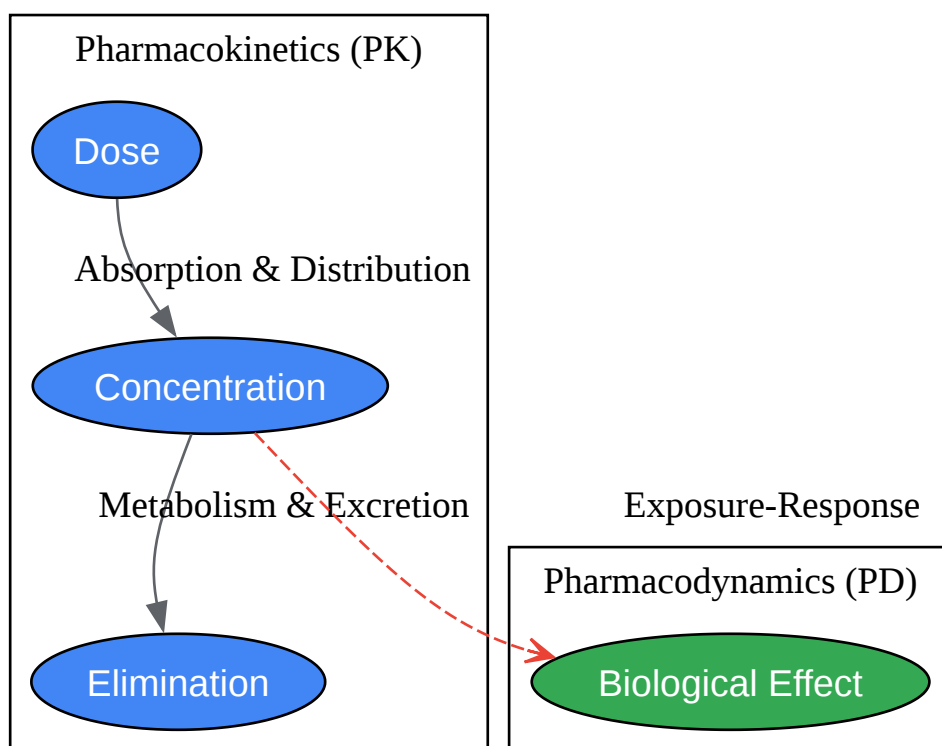 Pharmacokinetics (PK)
Dose
Absorption & Distribution
Concentration
Metabolism & Excretion
Exposure-Response
Pharmacodynamics (PD)
Elimination
Biological Effect